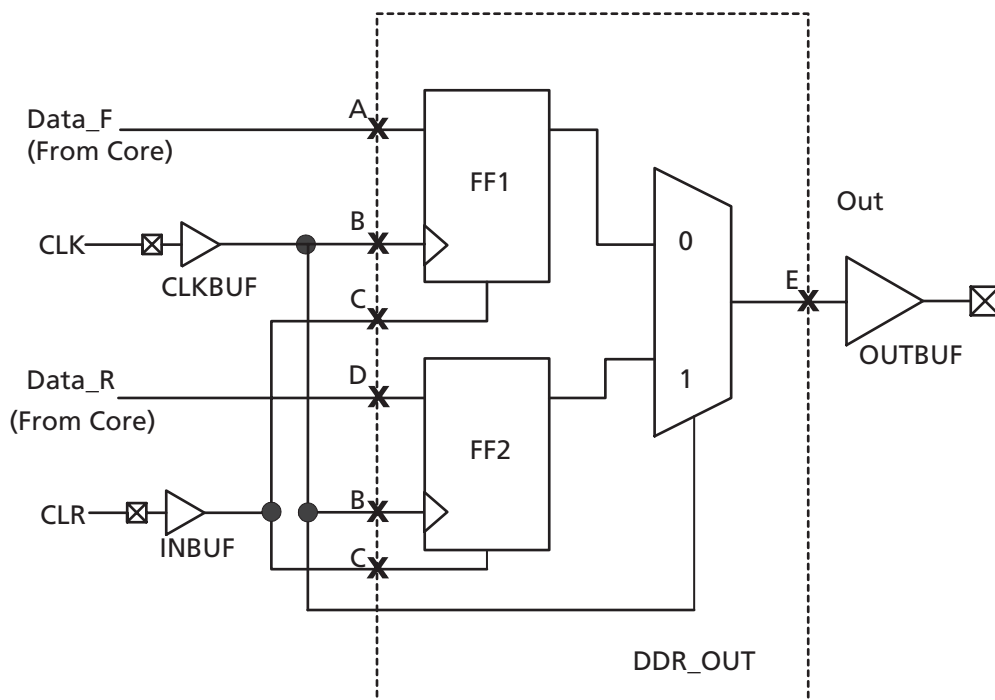 Data_F
(From Core)
A
FF1
B
CLK
CLKBUF
C
0
Out
E
OUTBUF
Data_R
(From Core)
D
1
FF2
B
CLR
INBUF
C
DDR_OUT